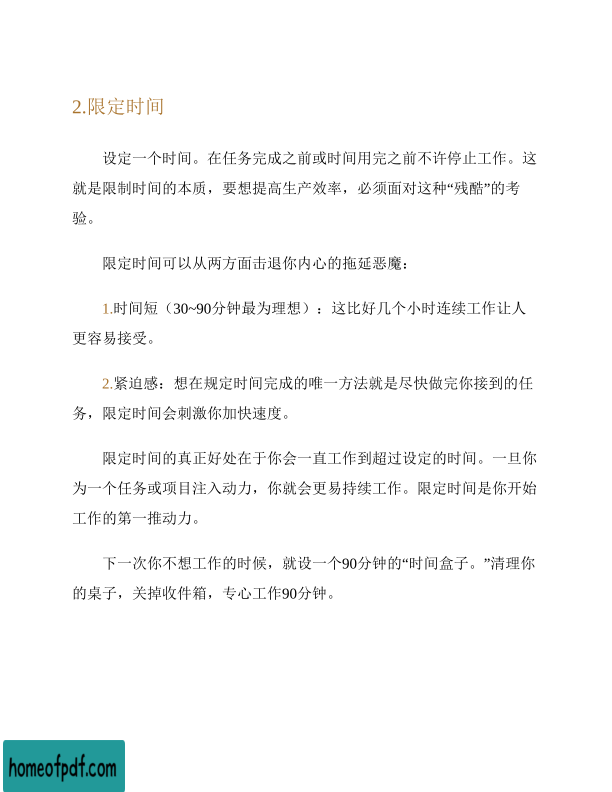 2.限定时间
设定一个时间。在任务完成之前或时间用完之前不许停止工作。这
就是限制时间的本质，要想提高生产效率，必须面对这种“残酷”的考
验。
限定时间可以从两方面击退你内心的拖延恶魔：
1.时间短（30~90分钟最为理想）：这比好几个小时连续工作让人
更容易接受。
2.紧迫感：想在规定时间完成的唯一方法就是尽快做完你接到的任
务，限定时间会刺激你加快速度。
限定时间的真正好处在于你会一直工作到超过设定的时间。一旦你
为一个任务或项目注入动力，你就会更易持续工作。限定时间是你开始
工作的第一推动力。
下一次你不想工作的时候，就设一个90分钟的“时间盒子。”清理你
的桌子，关掉收件箱，专心工作90分钟。
homeofpdf.com